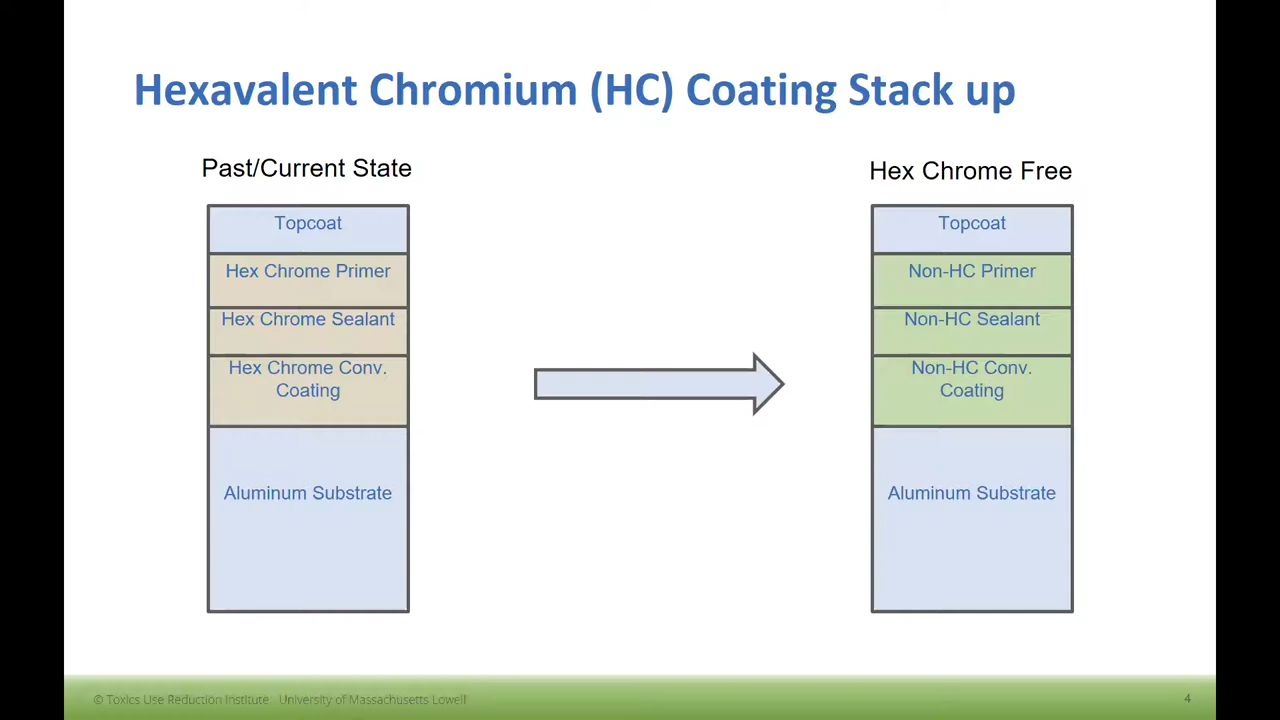 Hexavalent Chromium (HC) Coating Stack up
Past/Current State
Topcoat
Hex Chrome Primer
Hex Chrome Sealant
Hex Chrome Conv.
Coating
Aluminum Substrate
Hex Chrome Free
Topcoat
Non-HC Primer
Non-HC Sealant
Non-HC Conv.
Coating
Aluminum Substrate
© Toxics Use Reduction Institute University of Massachusetts Lowell
4